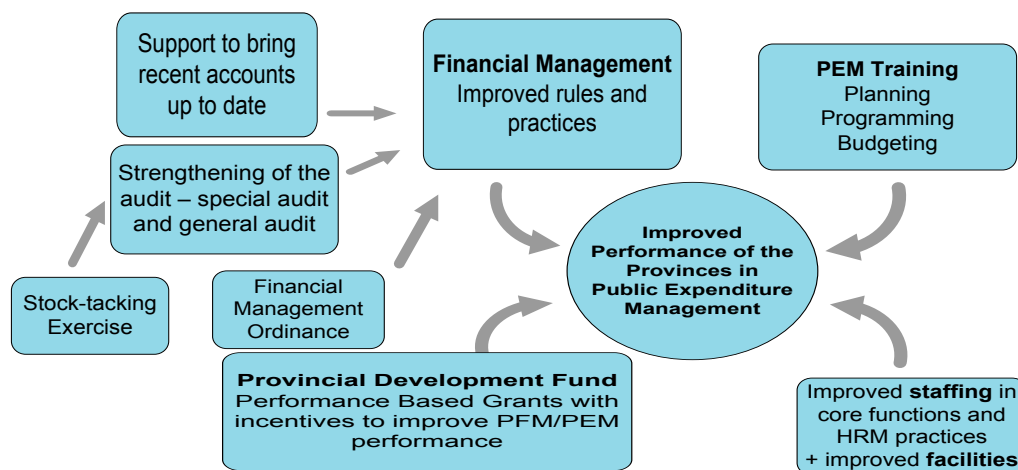 Support to bring
recent accounts
up to date
Financial Management
Improved rules and
practices
PEM Training
Planning
Programming
Budgeting
Strengthening of the
audit – special audit
and general audit
Improved
Performance of the
Provinces in
Public Expenditure
Management
Stock-tacking
Exercise
Financial
Management
Ordinance
Provincial Development Fund
Performance Based Grants with
incentives to improve PFM/PEM
performance
Improved staffing in
core functions and
HRM practices
+ improved facilities